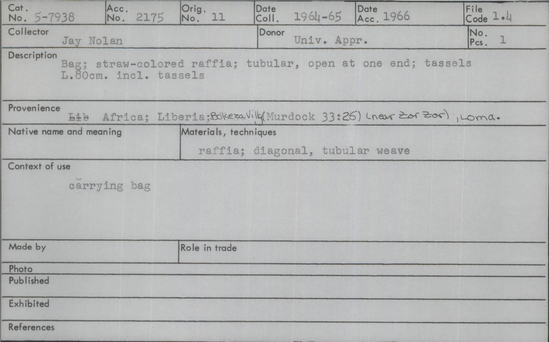 Cat. No. 5-7938 Acc. No. 2175 Orig. No. 11 Date Coll. 1964-65 Date Acc. 1966 File Code 1.4
Collector Jay Nolan Donor Univ. Appr. No. Pcs. 1
Description Bag; straw-colored raffia; tubular, open at one end; tassels
L.80cm. incl. tassels
Provenience Lib Africa; Liberia; (Murdock 33:26) (near Zor Zor), Loma.
Native name and meaning Materials, techniques
raffia; diagonal, tubular weave
Context of use
carrying bag
Made by Role in trade
Photo
Published
Exhibited
References